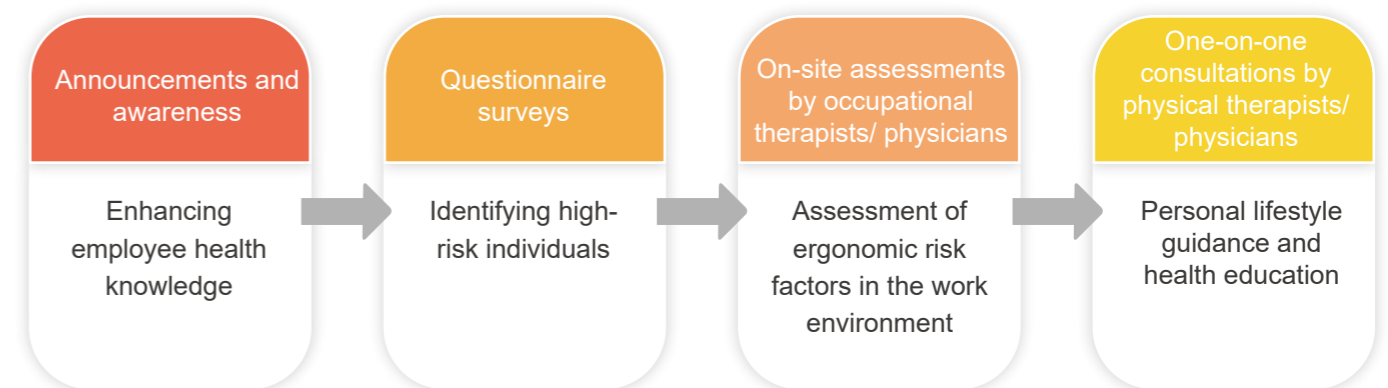 Announcements and
awareness
Enhancing
employee health
knowledge
Questionnaire
surveys
Identifying high-
risk individuals
On-site assessments
by occupational
therapists/ physicians
Assessment of
ergonomic risk
factors in the work
environment
One-on-one
consultations by
physical therapists/
physicians
Personal lifestyle
guidance and
health education